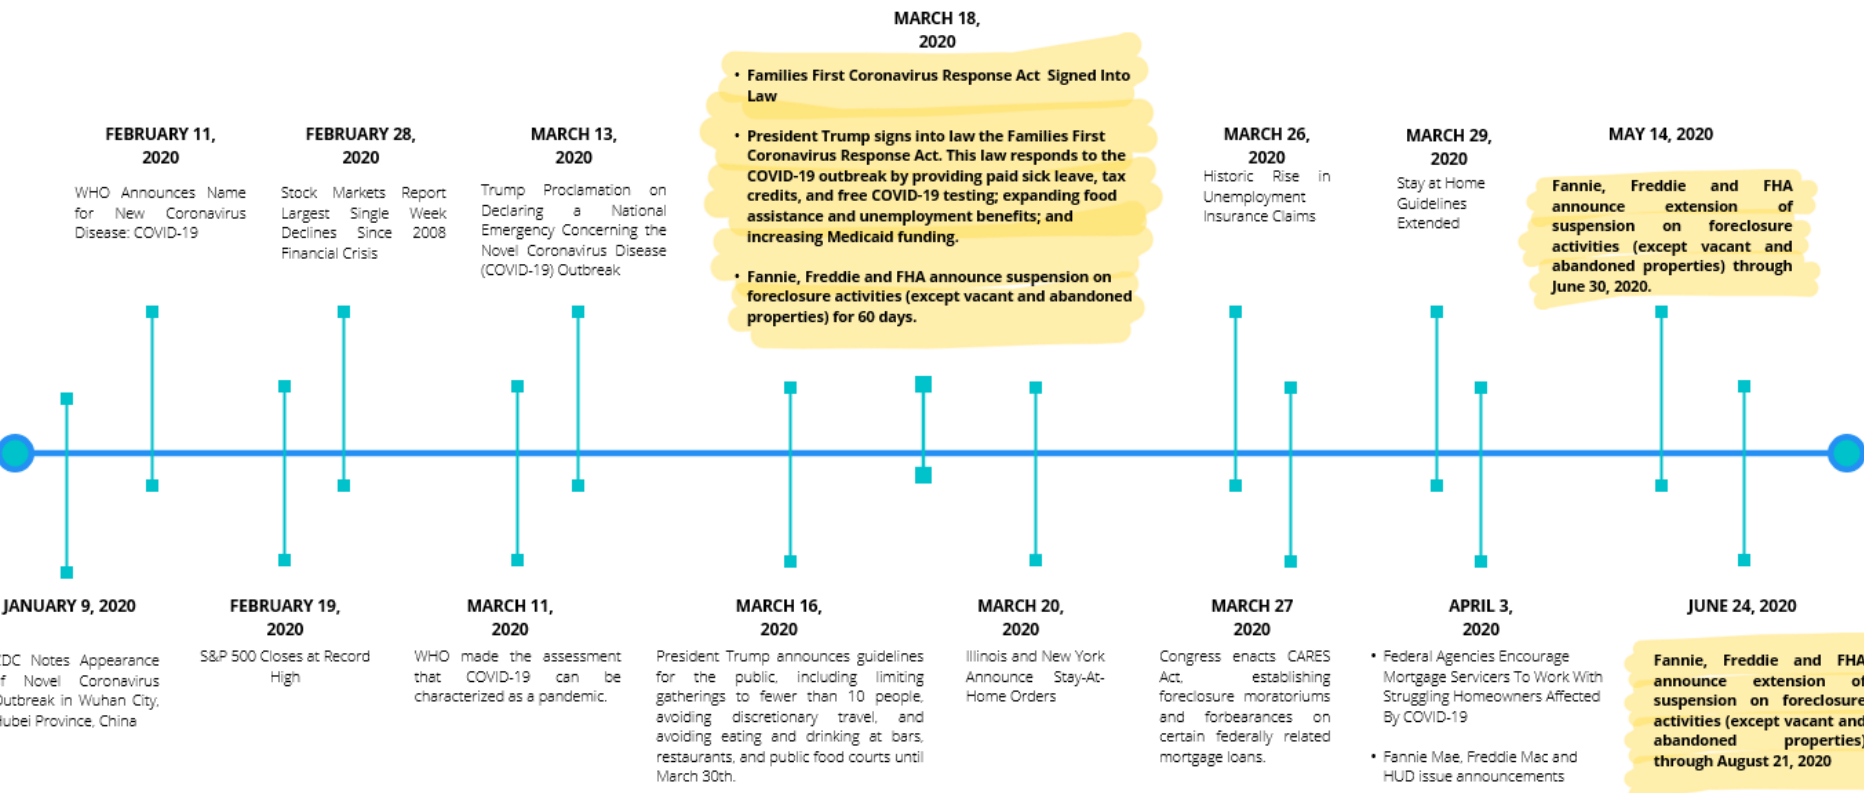 MARCH 18,
2020
• Families First Coronavirus Response Act Signed Into
Law
• President Trump signs into law the Families First
Coronavirus Response Act. This law responds to the
COVID-19 outbreak by providing paid sick leave, tax
credits, and free COVID-19 testing; expanding food
assistance and unemployment benefits; and
increasing Medicaid funding.
• Fannie, Freddie and FHA announce suspension on
foreclosure activities (except vacant and abandoned
properties) for 60 days.
FEBRUARY 11,
2020
WHO Announces Name
for New Coronavirus
Disease: COVID-19
FEBRUARY 28,
2020
Stock Markets Report
Largest Single Week
Declines Since 2008
Financial Crisis
MARCH 13,
2020
Trump Proclamation on
Declaring a National
Emergency Concerning the
Novel Coronavirus Disease
(COVID-19) Outbreak
MARCH 26,
2020
Historic Rise in
Unemployment
Insurance Claims
MARCH 29,
2020
Stay at Home
Guidelines
Extended
MAY 14, 2020
Fannie, Freddie and FHA
announce extension of
suspension on foreclosure
activities (except vacant and
abandoned properties) through
June 30, 2020.
JANUARY 9, 2020
DC Notes Appearance
f Novel Coronavirus
Outbreak in Wuhan City,
Hubei Province, China
FEBRUARY 19,
2020
S&P 500 Closes at Record
High
MARCH 11,
2020
WHO made the assessment
that COVID-19 can be
characterized as a pandemic.
MARCH 16,
2020
President Trump announces guidelines
for the public, including limiting
gatherings to fewer than 10 people,
avoiding discretionary travel, and
avoiding eating and drinking at bars,
restaurants, and public food courts until
March 30th.
MARCH 20,
2020
Illinois and New York
Announce Stay-At-
Home Orders
MARCH 27
2020
Congress enacts CARES
Act, establishing
foreclosure moratoriums
and forbearances on
certain federally related
mortgage loans.
APRIL 3,
2020
• Federal Agencies Encourage
Mortgage Servicers To Work With
Struggling Homeowners Affected
By COVID-19
• Fannie Mae, Freddie Mac and
HUD issue announcements
JUNE 24, 2020
Fannie, Freddie and FHA
announce extension of
suspension on foreclosure
activities (except vacant and
abandoned properties)
through August 21, 2020